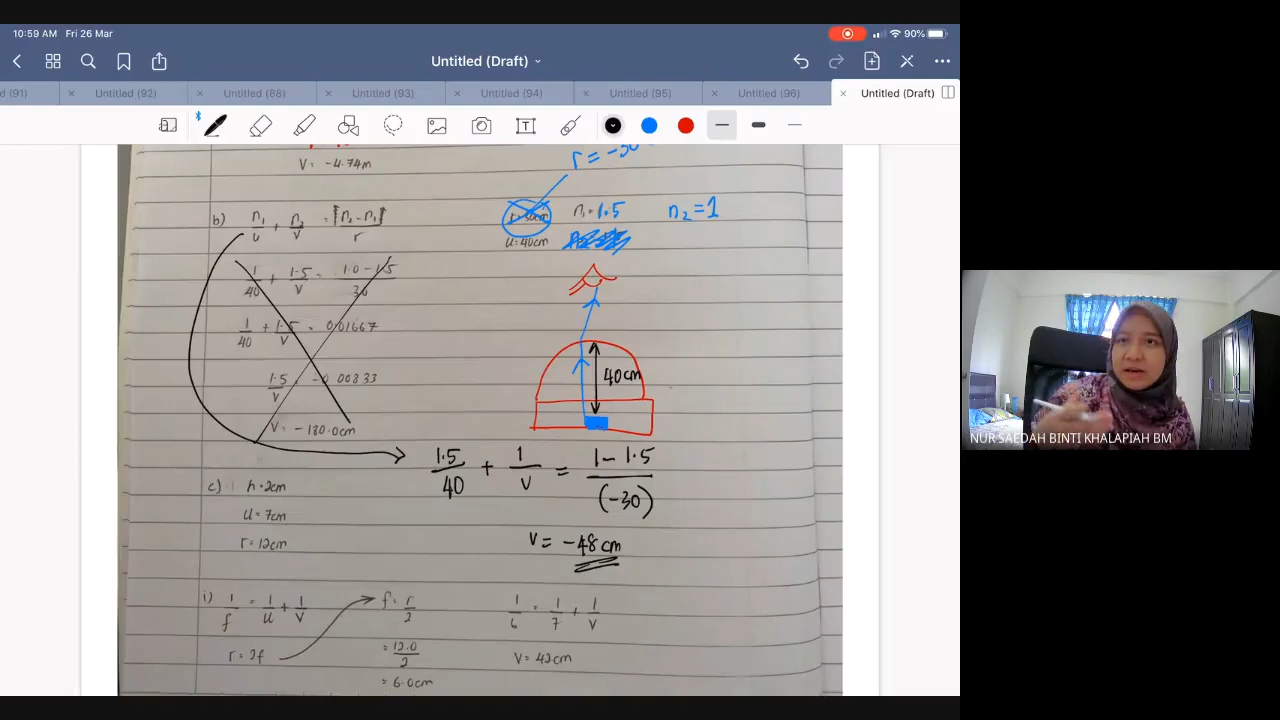 10:59 AM Fri 26 Mar
90%
Untitled (Draft)
d (91)
Untitled (92)
Untitled (88)
Untitled (93)
Untitled (94)
Untitled (95)
Untitled (96)
Untitled (Draft)
V = -4.74m
r = -30
b) n₁/u + n₂/v = n₂-n₁/r
n₁ = 1.5
n₂ = 1
u = 40cm
1/40 + 1.5/v = 1.0 - 1.5/30
1/40 + 1.5/v = 0.01667
1.5/v = -0.00833
V = -180.0cm
40cm
1.5/40 + 1/v = 1 - 1.5/(-30)
V = -48 cm
c) h = 2cm
u = 7cm
r = 12cm
i) 1/f = 1/u + 1/v
r = 2f
f = r/2
= 12.0/2
= 6.0cm
1/6 = 1/7 + 1/v
V = 42cm
NUR SAEDAH BINTI KHALAPIAH BM